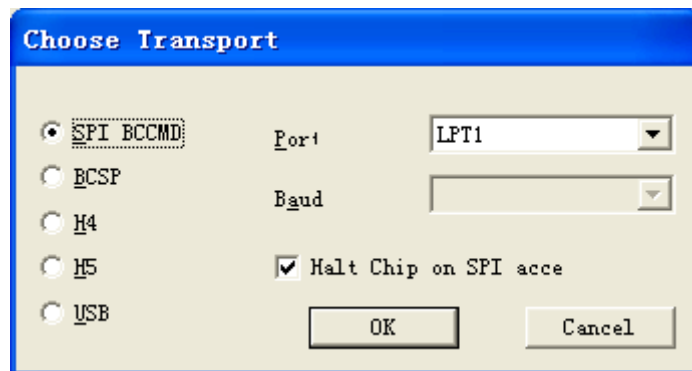 Choose Transport
SPI BCCMD
Port
LPT1
BCSP
Baud
H4
H5
Halt Chip on SPI acce
USB
OK
Cancel